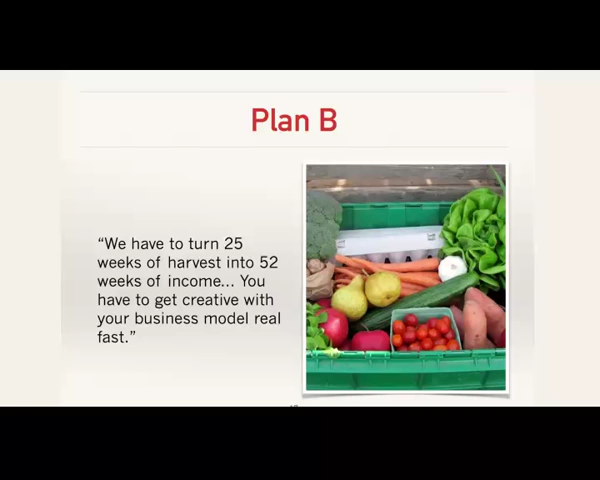 Plan B
“We have to turn 25
weeks of harvest into 52
weeks of income... You
have to get creative with
your business model real
fast.”